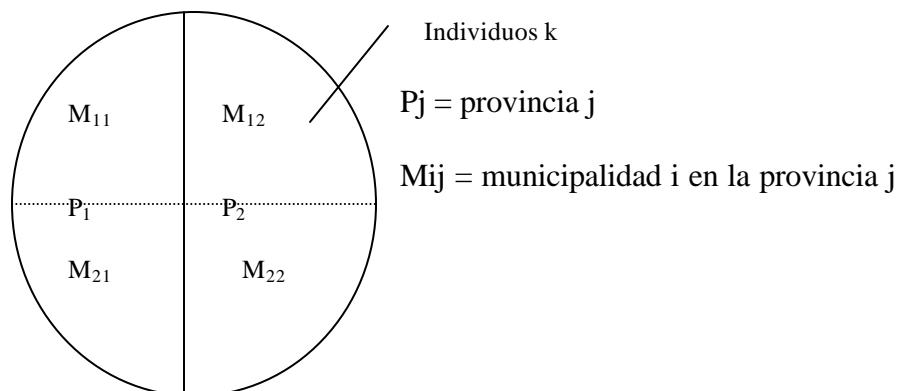 Individuos k
M₁₁ M₁₂
Pj = provincia j
Mij = municipalidad i en la provincia j
P₁ P₂
M₂₁ M₂₂